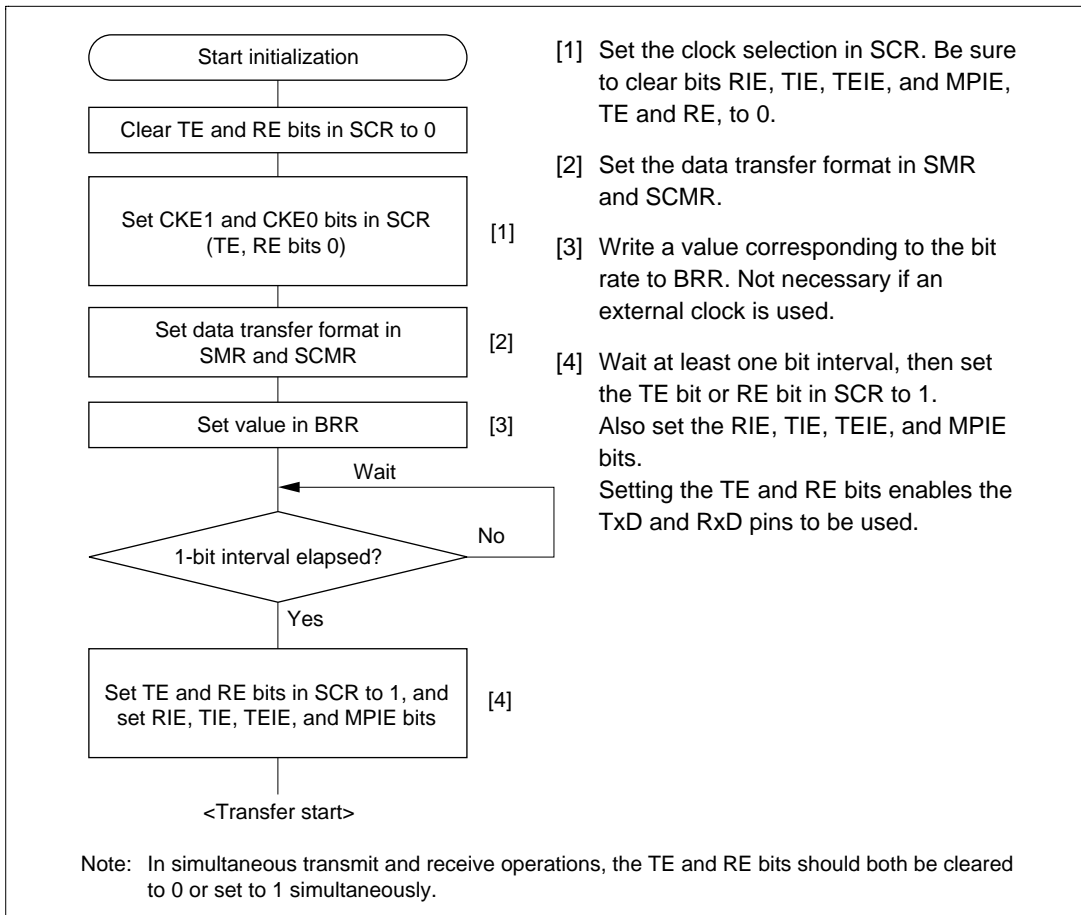 Start initialization
Clear TE and RE bits in SCR to 0
Set CKE1 and CKE0 bits in SCR
(TE, RE bits 0)
[1]
Set data transfer format in
SMR and SCMR
[2]
Set value in BRR
[3]
Wait
1-bit interval elapsed?
No
Yes
Set TE and RE bits in SCR to 1, and
set RIE, TIE, TEIE, and MPIE bits
[4]
<Transfer start>
[1] Set the clock selection in SCR. Be sure
to clear bits RIE, TIE, TEIE, and MPIE,
TE and RE, to 0.
[2] Set the data transfer format in SMR
and SCMR.
[3] Write a value corresponding to the bit
rate to BRR. Not necessary if an
external clock is used.
[4] Wait at least one bit interval, then set
the TE bit or RE bit in SCR to 1.
Also set the RIE, TIE, TEIE, and MPIE
bits.
Setting the TE and RE bits enables the
TxD and RxD pins to be used.
Note: In simultaneous transmit and receive operations, the TE and RE bits should both be cleared
to 0 or set to 1 simultaneously.